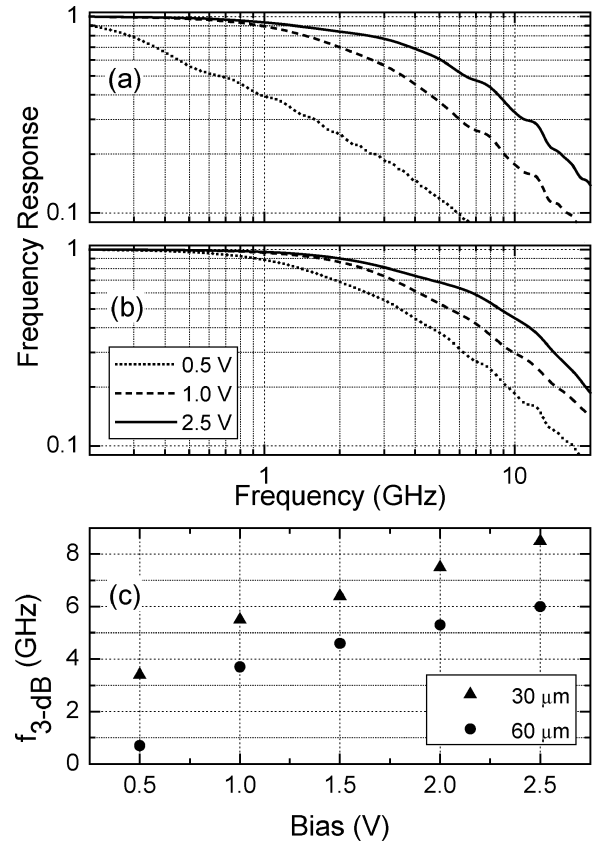 1
(a)
0.1
Frequency Response
1
(b)
0.5 V
1.0 V
2.5 V
0.1
1
10
Frequency (GHz)
8
(c)
6
4
2
0
f3-dB (GHz)
30 μm
60 μm
0.5
1.0
1.5
2.0
2.5
Bias (V)